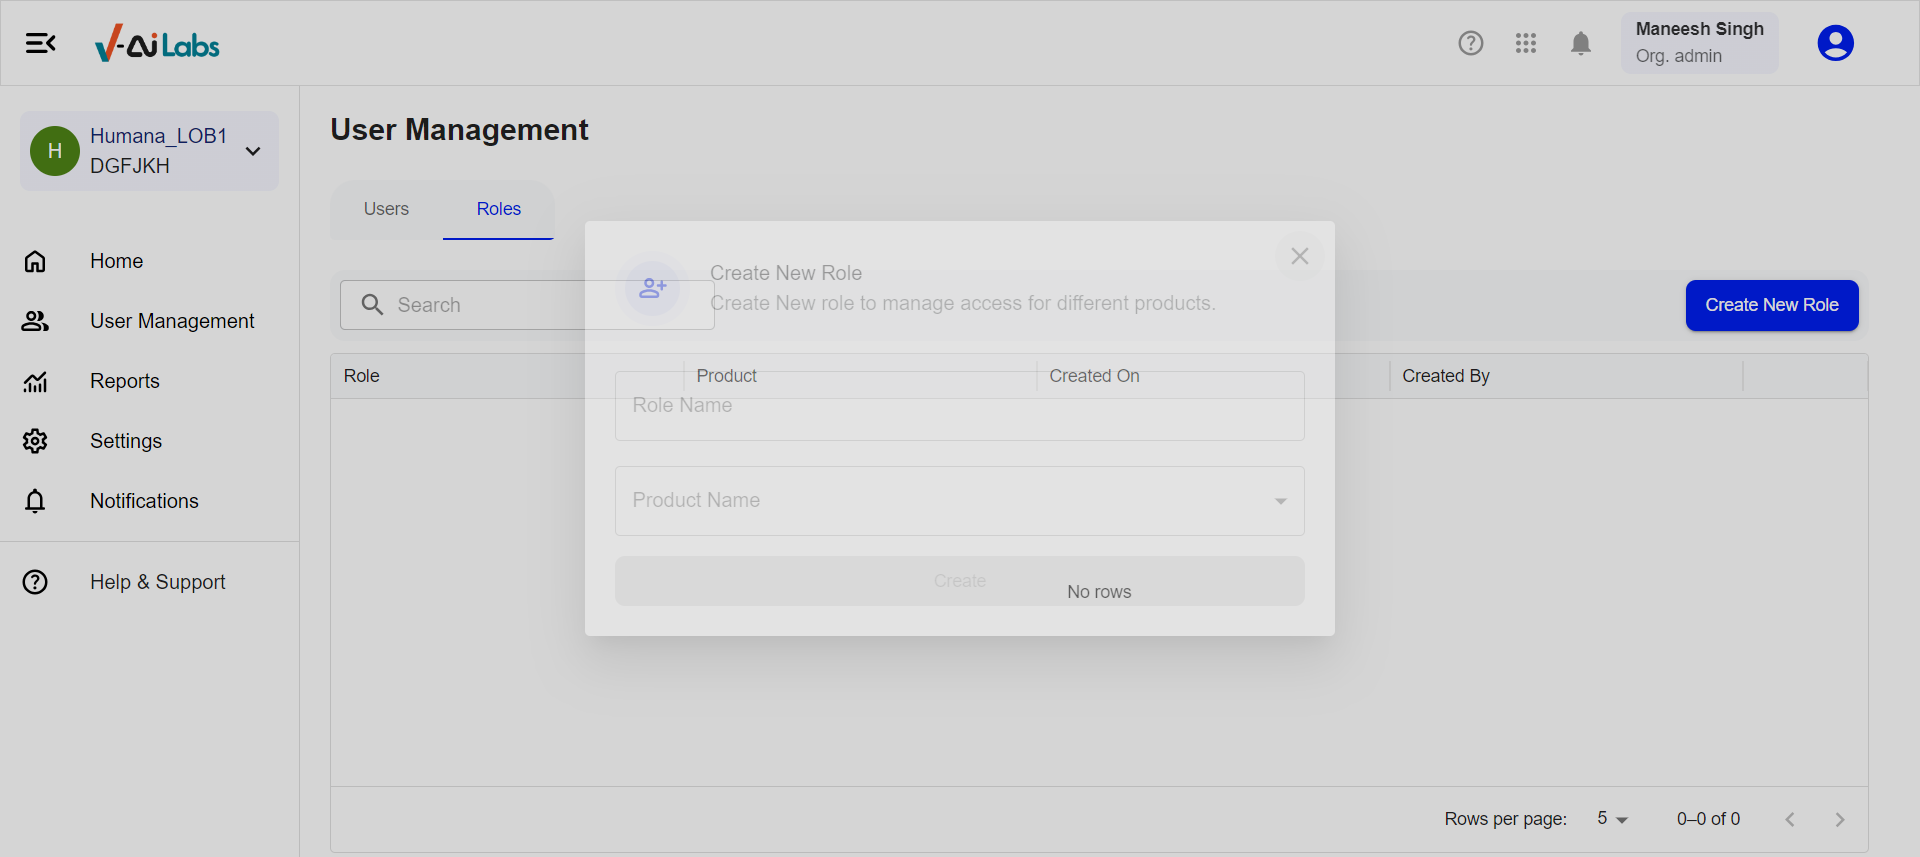 V-Ai Labs
Maneesh Singh
Org. admin
H
Humana_LOB1
DGFJKH
Home
User Management
Reports
Settings
Notifications
Help & Support
User Management
Users
Roles
Search
Create New Role
Create New Role
Create New role to manage access for different products.
Role
Product
Created On
Created By
Role Name
Product Name
Create
No rows
Rows per page:
5
0–0 of 0